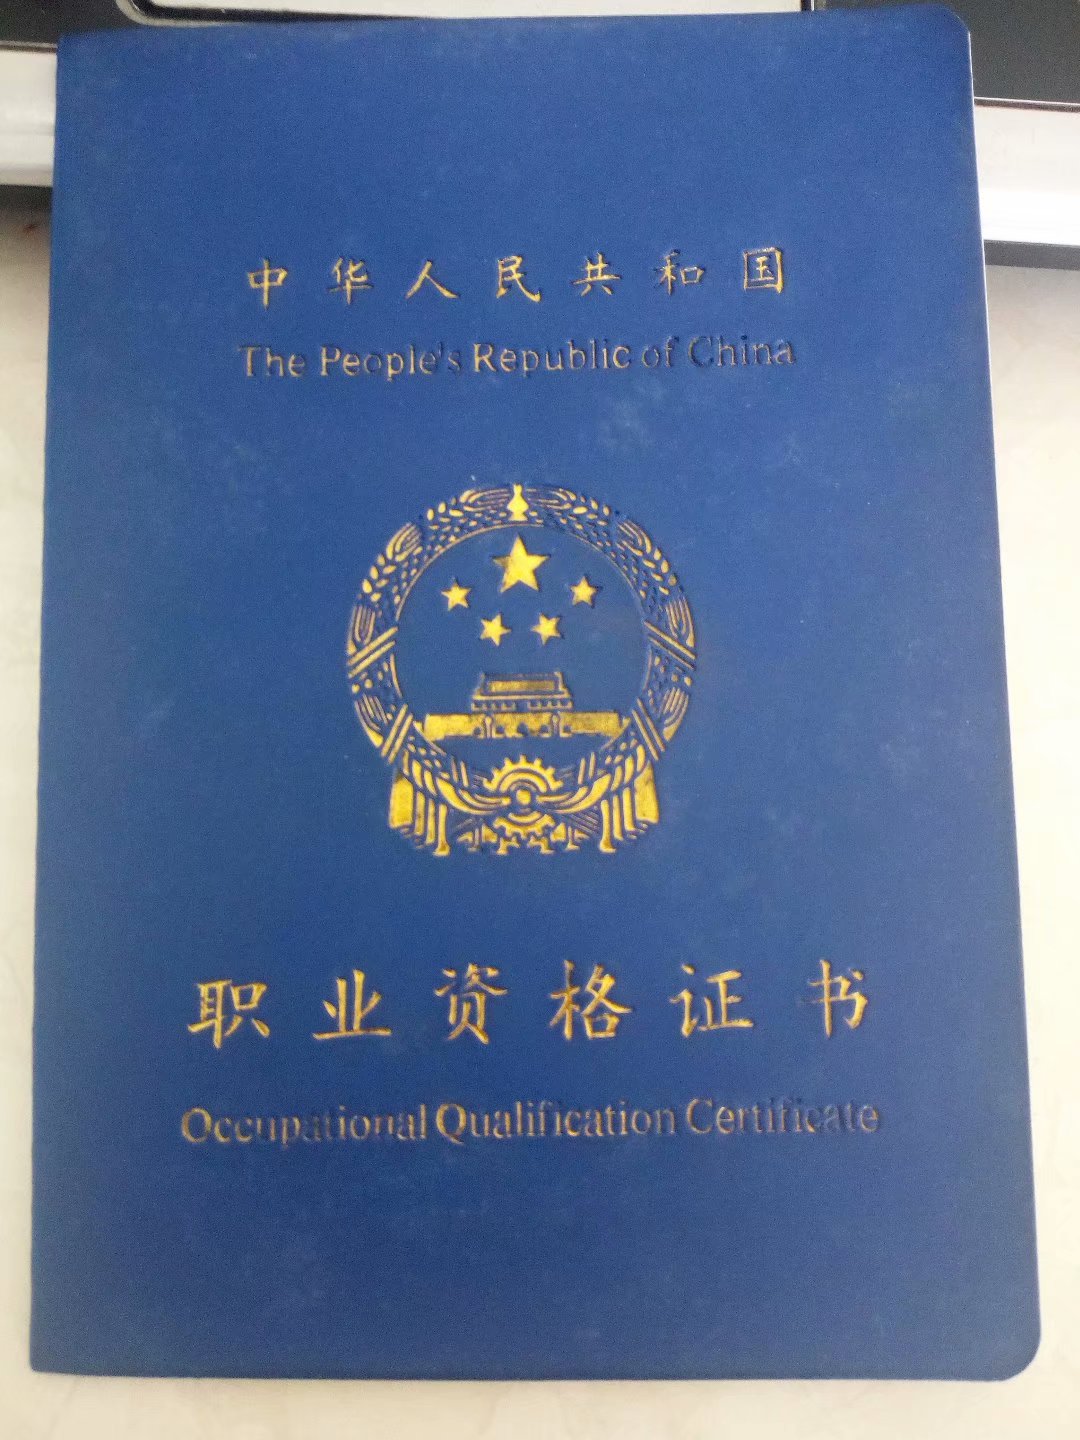 中华人民共和国
The People's Republic of China
职业资格证书
Occupational Qualification Certificate